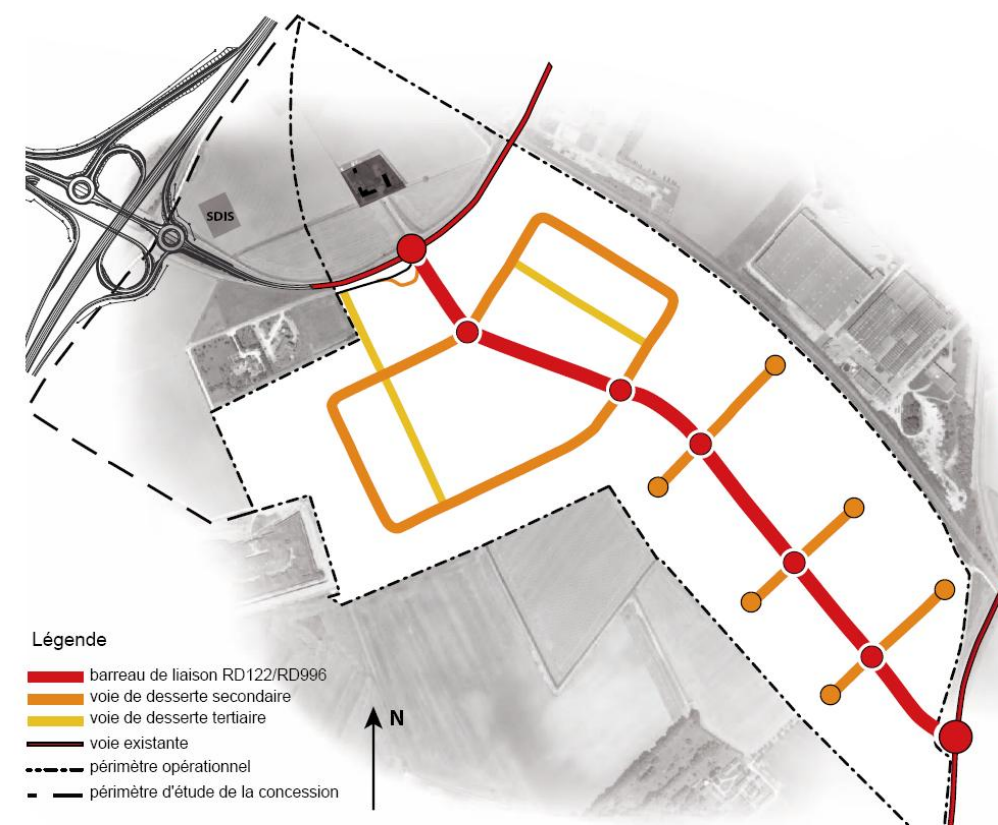 SDIS
Légende
barreau de liaison RD122/RD996
voie de desserte secondaire
voie de desserte tertiaire
voie existante
périmètre opérationnel
périmètre d'étude de la concession
N